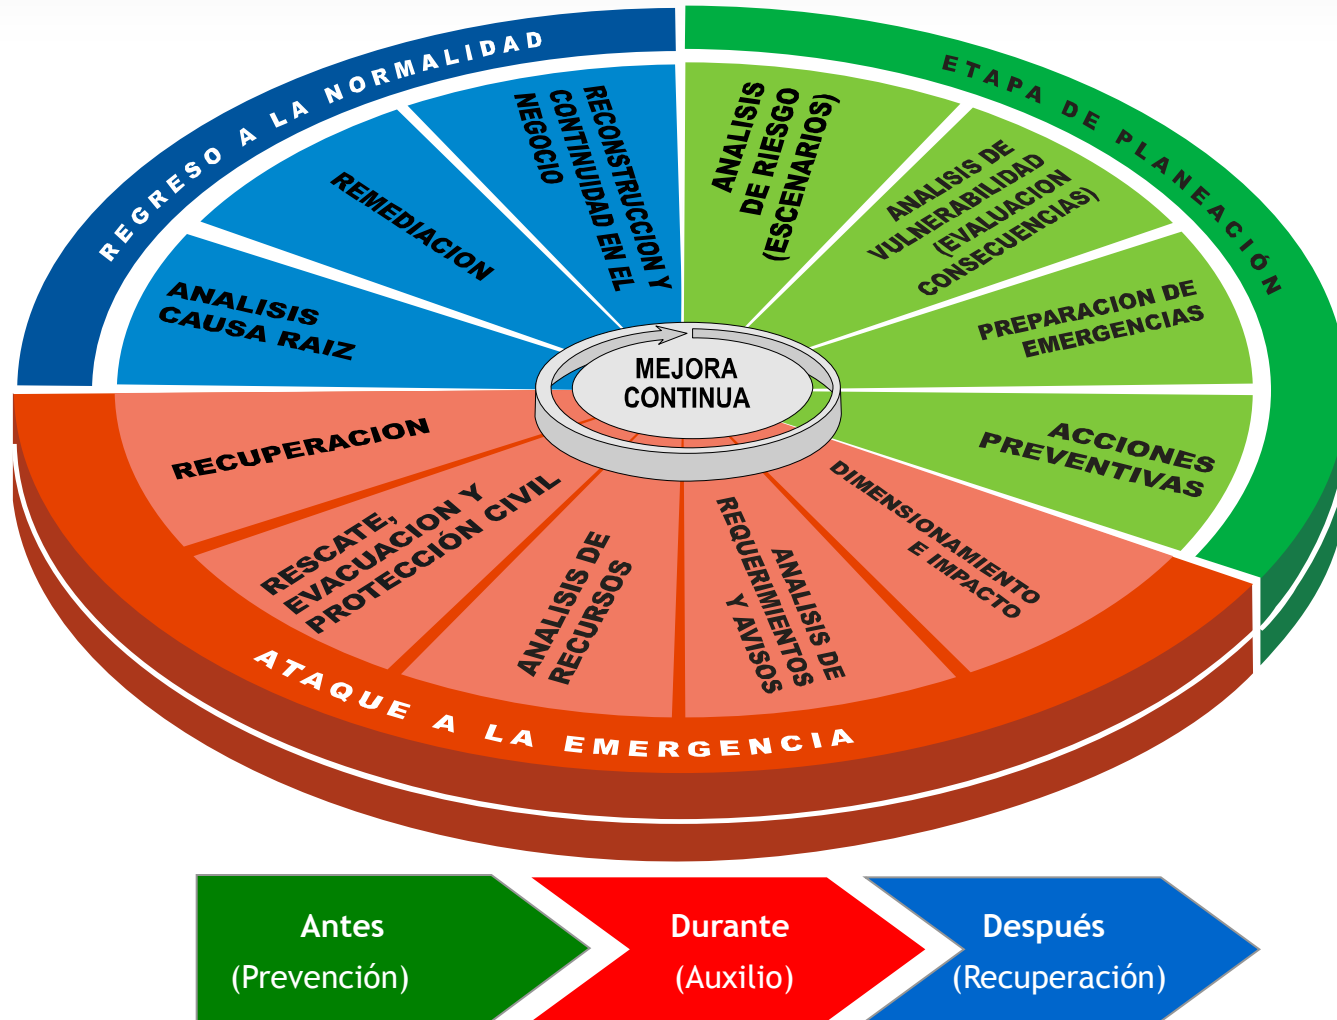 REGRESO A LA NORMALIDAD
ETAPA DE PLANEACIÓN
ANALISIS
DE RIESGO
(ESCENARIOS)
ANALISIS DE
VULNERABILIDAD
(EVALUACION
CONSECUENCIAS)
PREPARACION DE
EMERGENCIAS
ACCIONES
PREVENTIVAS
DIMENSIONAMIENTO
E IMPACTO
ANALISIS DE
REQUERIMIENTOS
Y AVISOS
ANALISIS DE
RECURSOS
RESCATE,
EVACUACION Y
PROTECCIÓN CIVIL
RECUPERACION
ANALISIS
CAUSA RAIZ
REMEDIACION
RECONSTRUCCION Y
CONTINUIDAD EN EL
NEGOCIO
MEJORA
CONTINUA
ATAQUE A LA EMERGENCIA
Antes
(Prevención)
Durante
(Auxilio)
Después
(Recuperación)